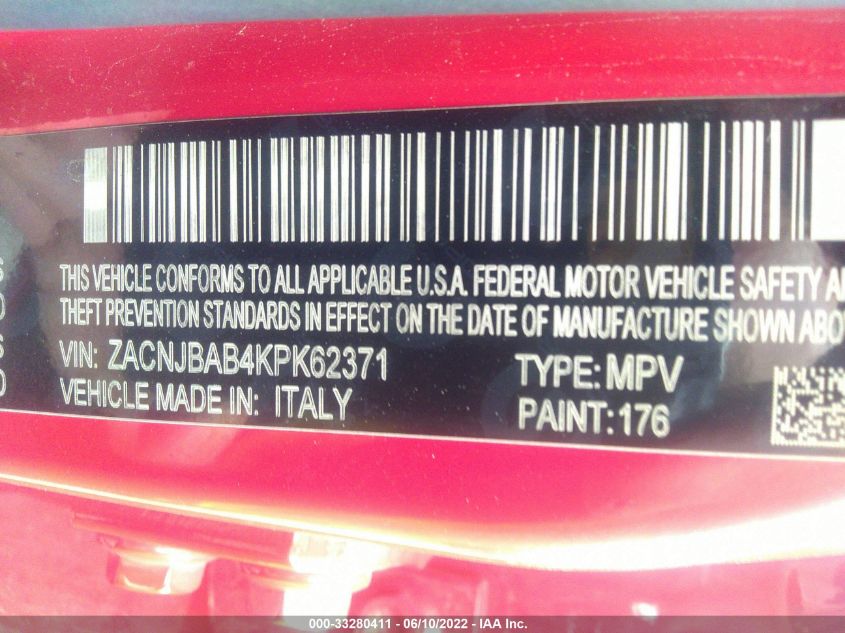 THIS VEHICLE CONFORMS TO ALL APPLICABLE U.S.A. FEDERAL MOTOR VEHICLE SAFETY
THEFT PREVENTION STANDARDS IN EFFECT ON THE DATE OF MANUFACTURE SHOWN
VIN: ZACNJBAB4KPK62371 TYPE: MPV
VEHICLE MADE IN: ITALY PAINT: 176
000-33280411 - 06/10/2022 - IAA Inc.